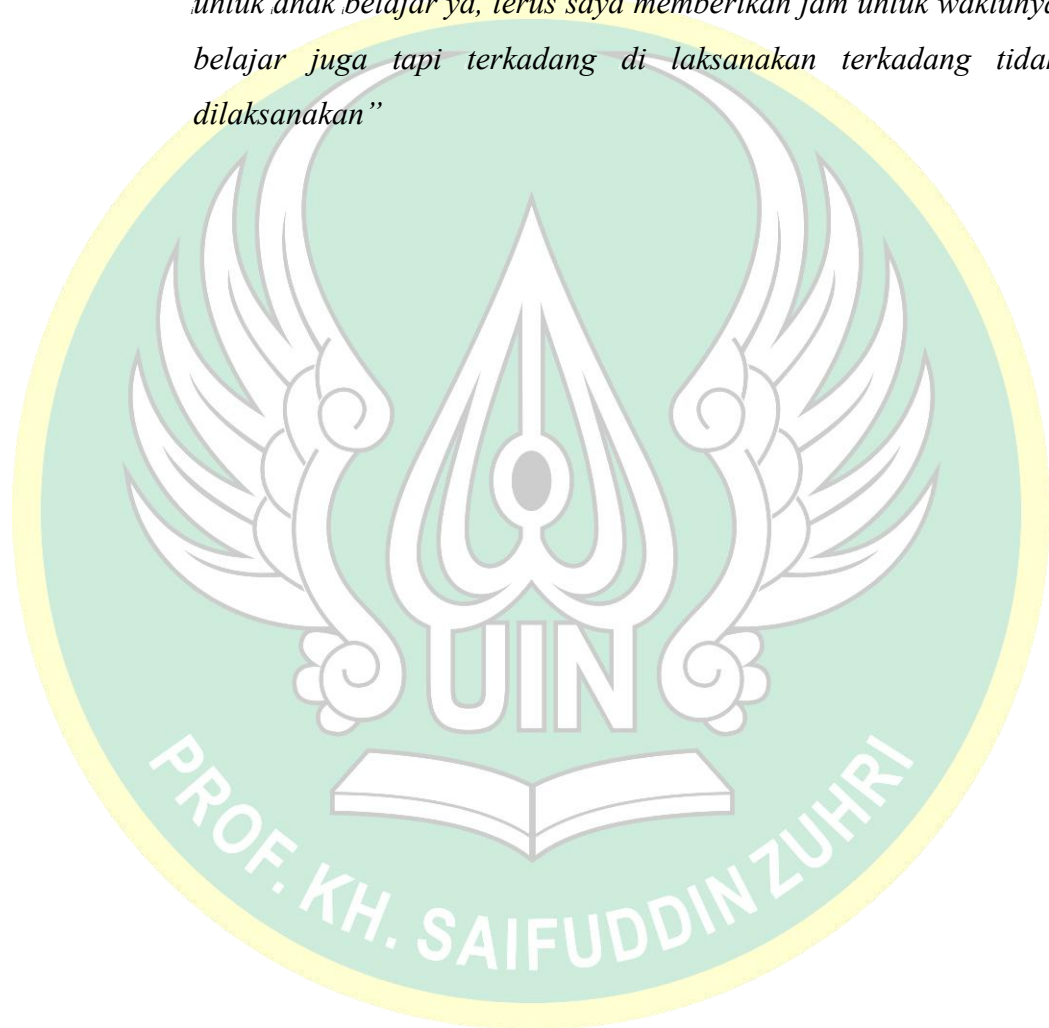 untuk anak belajar ya, terus saya memberikan jam untuk waktunya
belajar juga tapi terkadang di laksanakan terkadang tidak
dilaksanakan”
UIN
PROF. KH. SAIFUDDIN ZUHRI